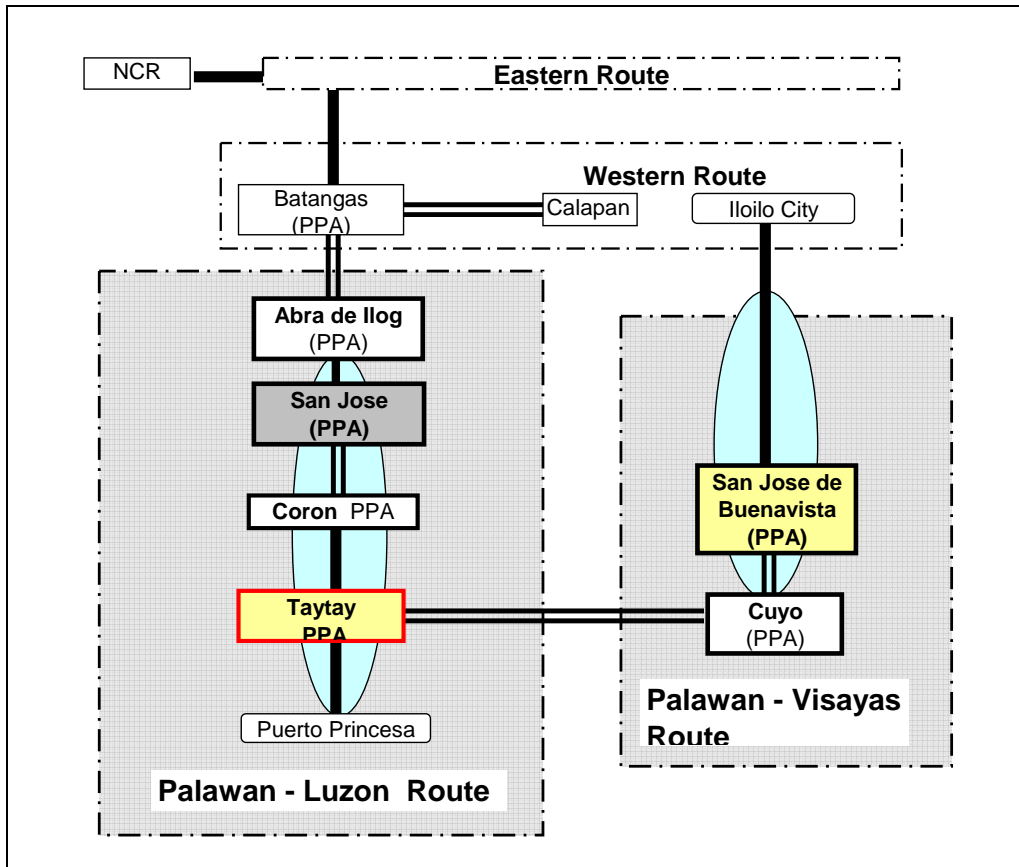 NCR
Eastern Route
Western Route
Batangas
(PPA)
Calapan
Iloilo City
Abra de Ilog
(PPA)
San Jose
(PPA)
Coron PPA
Taytay
PPA
Puerto Princesa
Palawan - Luzon Route
San Jose de
Buenavista
(PPA)
Cuyo
(PPA)
Palawan - Visayas
Route